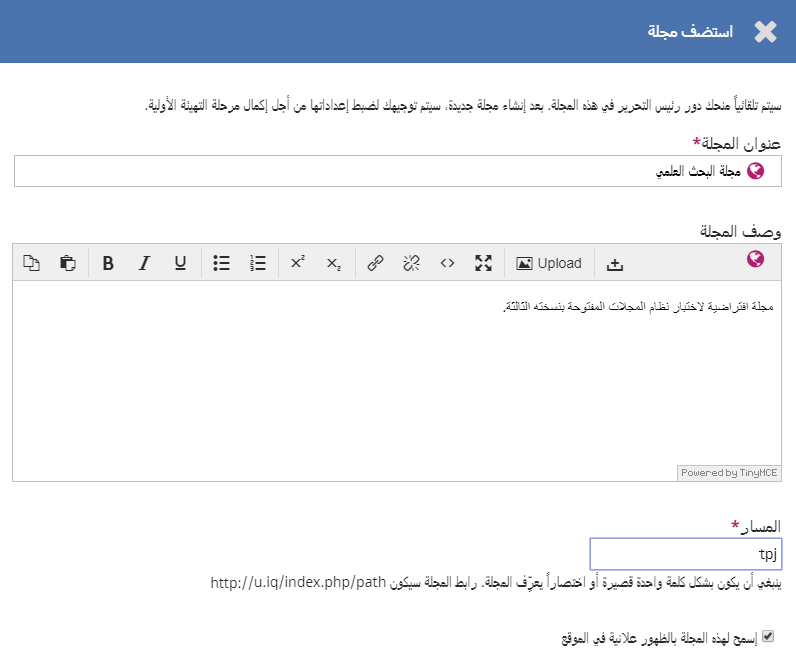 استضف مجلة
سيتم تلقائياً منحك دور رئيس التحرير في هذه المجلة. بعد إنشاء مجلة جديدة، سيتم توجيهك لضبط إعداداتها من أجل إكمال مرحلة التهيئة الأولية.
عنوان المجلة*
مجلة البحث العلمي
وصف المجلة
B I U x² x₂ <> Upload
مجلة افتراضية لاختبار نظام المجلات المفتوحة بنسخته الثالثة.
Powered by TinyMCE
المسار*
tpj
ينبغي أن يكون بشكل كلمة واحدة قصيرة أو اختصاراً يعرّف المجلة. رابط المجلة سيكون http://u.iq/index.php/path
إسمح لهذه المجلة بالظهور علانية في الموقع